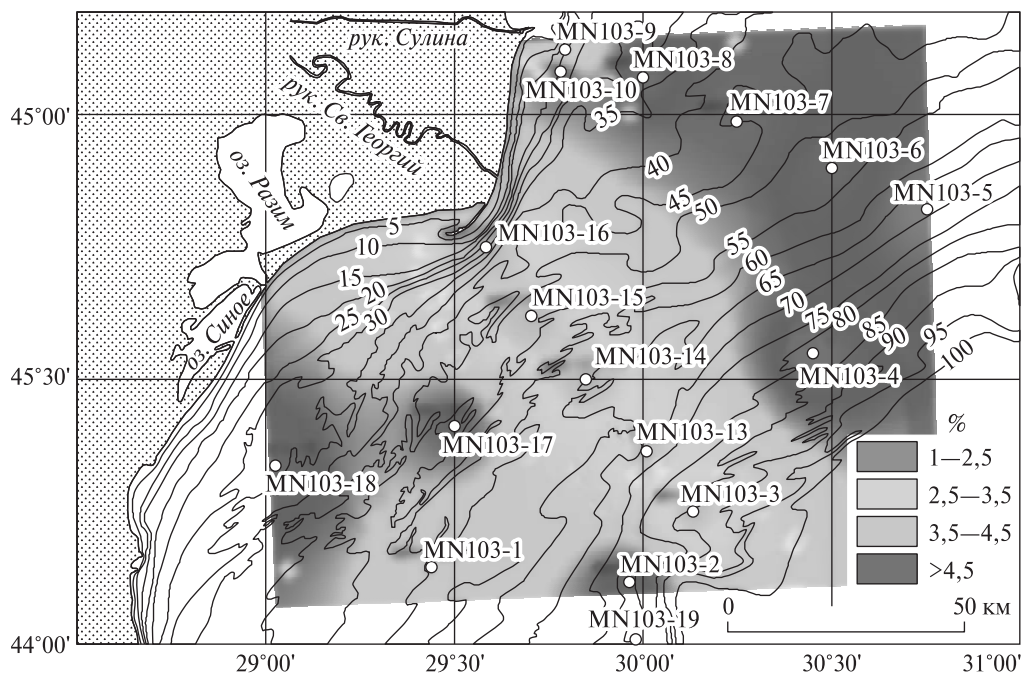 рук. Сулина
MN103-9
MN103-8
рук. Св. Георгий
MN103-10
MN103-7
45°00'
35
оз. Разим
MN103-6
40
MN103-5
45
50
5
10
MN103-16
55
60
65
15
20
25
30
70
75
80
85
90
95
100
оз. Синое
MN103-15
MN103-14
45°30'
MN103-4
MN103-13
MN103-17
MN103-18
MN103-3
%
1—2,5
2,5—3,5
3,5—4,5
>4,5
MN103-1
MN103-2
0 50 км
MN103-19
44°00'
29°00' 29°30' 30°00' 30°30' 31°00'